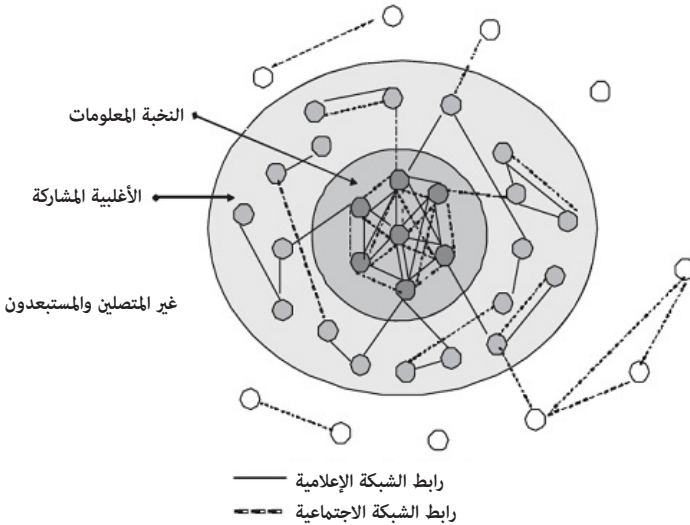 النخبة المعلومات
الأغلبية المشاركة
غير المتصلين والمستبعدون
رابط الشبكة الإعلامية
رابط الشبكة الاجتماعية